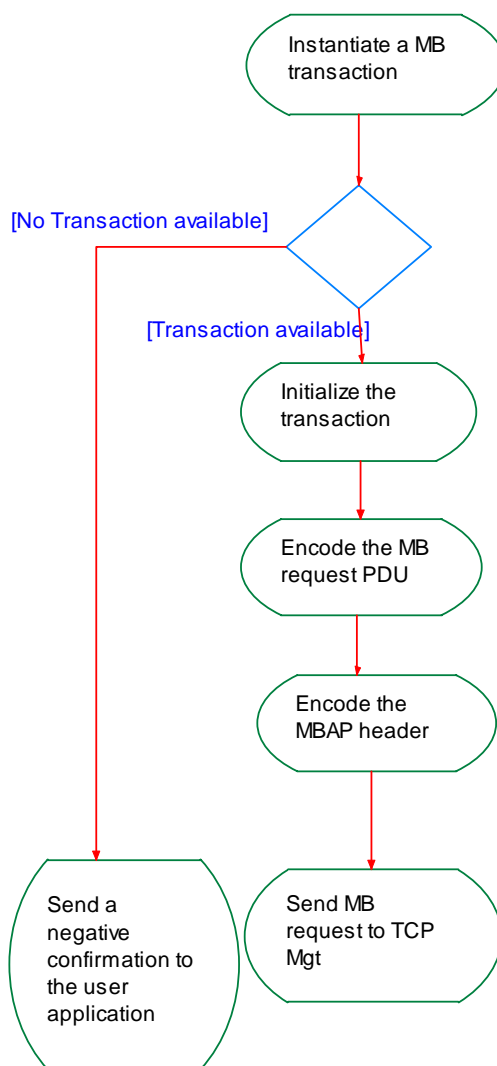 Instantiate a MB
transaction
[No Transaction available]
[Transaction available]
Initialize the
transaction
Encode the MB
request PDU
Encode the
MBAP header
Send a
negative
confirmation to
the user
application
Send MB
request to TCP
Mgt